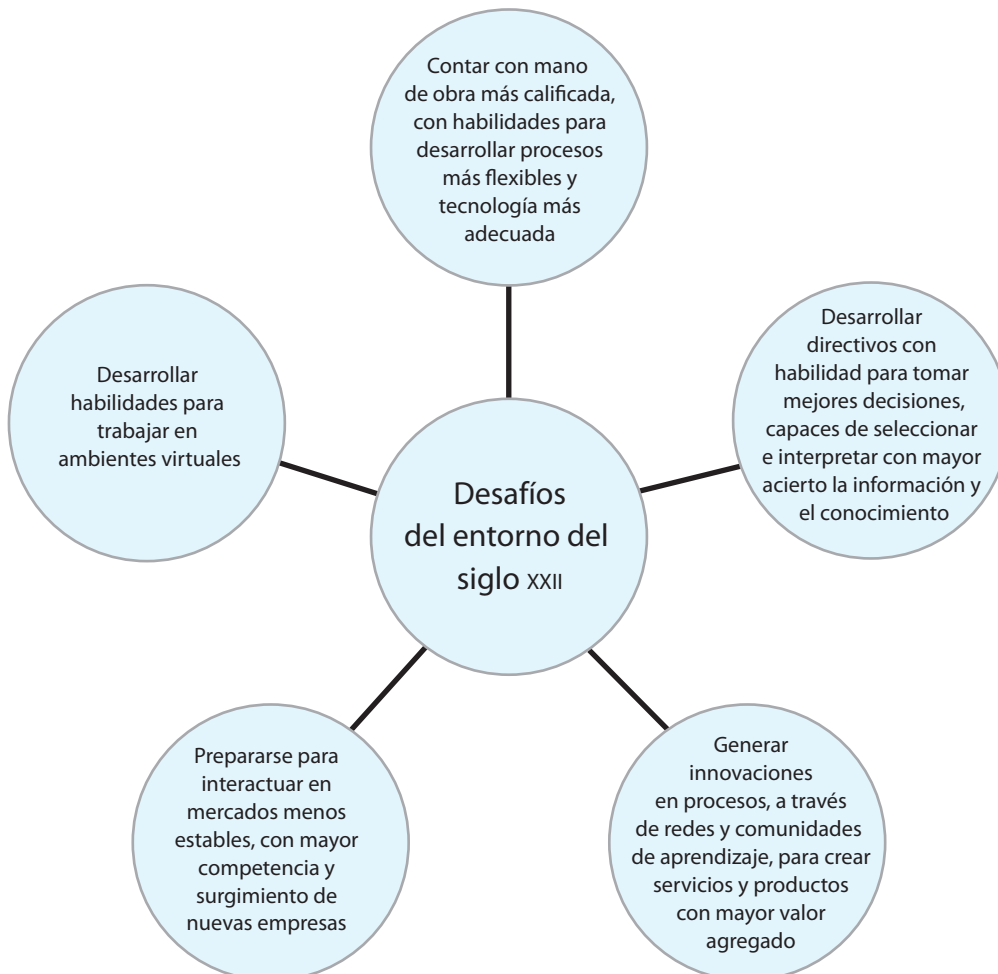 Contar con mano
de obra más calificada,
con habilidades para
desarrollar procesos
más flexibles y
tecnología más
adecuada
Desarrollar
directivos con
habilidad para tomar
mejores decisiones,
capaces de seleccionar
e interpretar con mayor
acierto la información y
el conocimiento
Desarrollar
habilidades para
trabajar en
ambientes virtuales
Desafíos
del entorno del
siglo XXII
Prepararse para
interactuar en
mercados menos
estables, con mayor
competencia y
surgimiento de
nuevas empresas
Generar
innovaciones
en procesos, a través
de redes y comunidades
de aprendizaje, para crear
servicios y productos
con mayor valor
agregado